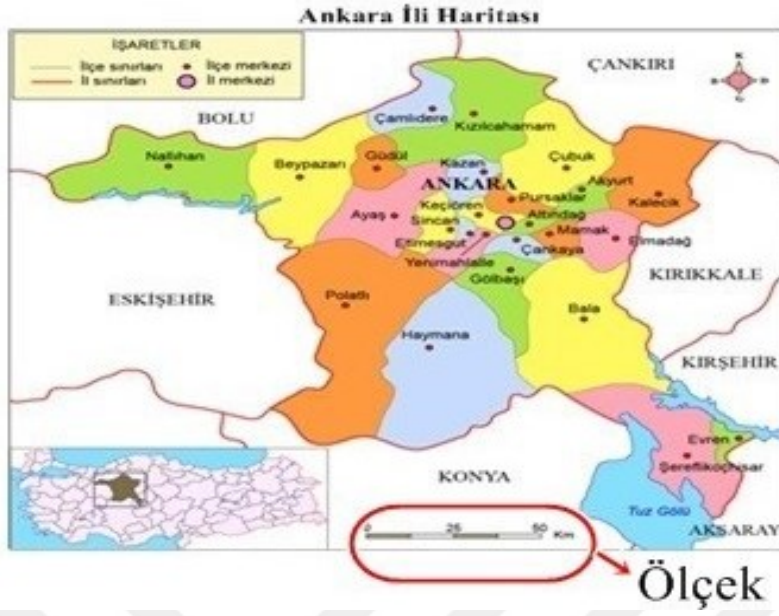 Ankara İli Haritası
İŞARETLER
İlçe sınırları
İlçe merkezi
İl sınırları
İl merkezi
ÇANKIRI
K
B
D
G
BOLU
Çamlıdere
Kızılcahamam
Nallıhan
Beypazarı
Güdül
Kazan
Çubuk
ANKARA
Akyurt
Pursaklar
Kalecik
Keçiören
Ayaş
Sincan
Altındağ
Mamak
Elmadağ
Etimesgut
Çankaya
Yenimahlalle
Gölbaşı
KIRIKKALE
ESKİŞEHİR
Polatlı
Bala
Haymana
KIRŞEHİR
Evren
Şereflikoçhisar
KONYA
Tuz Gölü
AKSARAY
0 25 50 Km
Ölçek